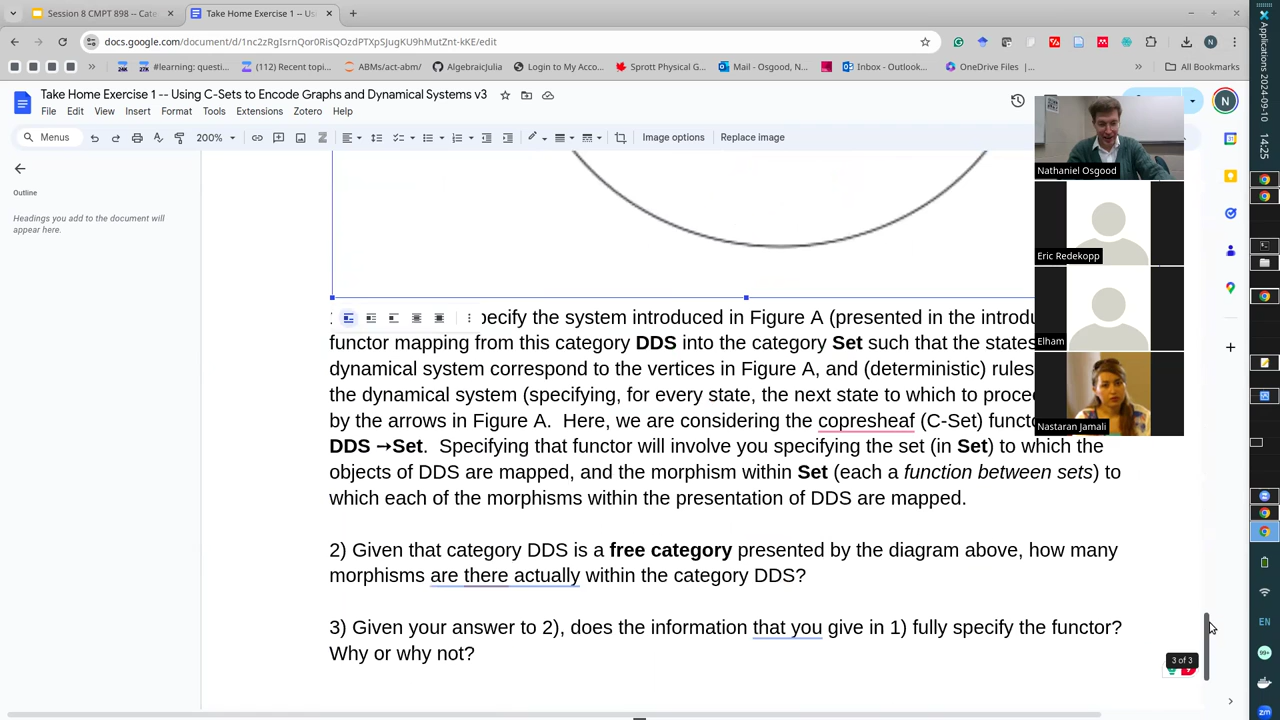 Session 8 CMPT 898 -- Cate
Take Home Exercise 1 -- Us
docs.google.com/document/d/1nc2zRgIsrnQor0RisQOzdPTXpSJugKU9hMutZnt-kKE/edit
#learning: questi...
(112) Recent topics...
ABMs/act:abm/
AlgebraicJulia
Login to My Acco...
Sprott Physical G...
Mail - Osgood, N...
Inbox - Outlook...
OneDrive | Files | ...
All Bookmarks
Take Home Exercise 1 -- Using C-Sets to Encode Graphs and Dynamical Systems v3
File Edit View Insert Format Tools Extensions Zotero Help
Menus 200% Image options Replace image
Outline
Headings you add to the document will
appear here.
pecify the system introduced in Figure A (presented in the introdu
functor mapping from this category DDS into the category Set such that the states
dynamical system correspond to the vertices in Figure A, and (deterministic) rules
the dynamical system (specifying, for every state, the next state to which to proce
by the arrows in Figure A. Here, we are considering the copresheaf (C-Set) functo
DDS →Set. Specifying that functor will involve you specifying the set (in Set) to which the
objects of DDS are mapped, and the morphism within Set (each a function between sets) to
which each of the morphisms within the presentation of DDS are mapped.
2) Given that category DDS is a free category presented by the diagram above, how many
morphisms are there actually within the category DDS?
3) Given your answer to 2), does the information that you give in 1) fully specify the functor?
Why or why not?
3 of 3
Nathaniel Osgood
Eric Redekopp
Elham
Nastaran Jamali
Applications 2024-09-10 14:25
EN
99+
zm